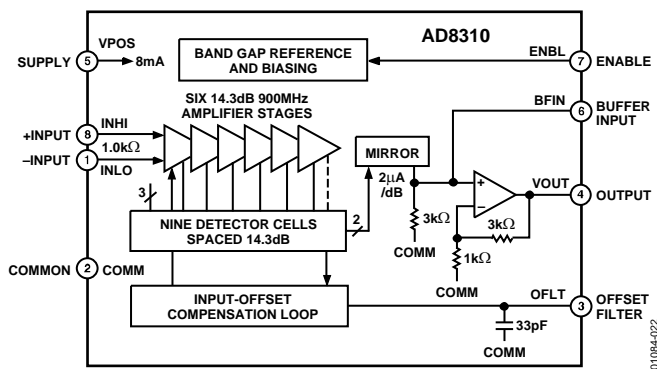 AD8310
SUPPLY
5
VPOS
8mA
BAND GAP REFERENCE
AND BIASING
ENBL
7
ENABLE
SIX 14.3dB 900MHz
AMPLIFIER STAGES
BFIN
6
BUFFER
INPUT
+INPUT
8
INHI
1.0kΩ
–INPUT
1
INLO
MIRROR
2µA
/dB
+
–
VOUT
4
OUTPUT
3
NINE DETECTOR CELLS
SPACED 14.3dB
2
3kΩ
COMM
3kΩ
1kΩ
COMM
COMMON
2
COMM
INPUT-OFFSET
COMPENSATION LOOP
OFLT
3
OFFSET
FILTER
33pF
COMM
01084-022